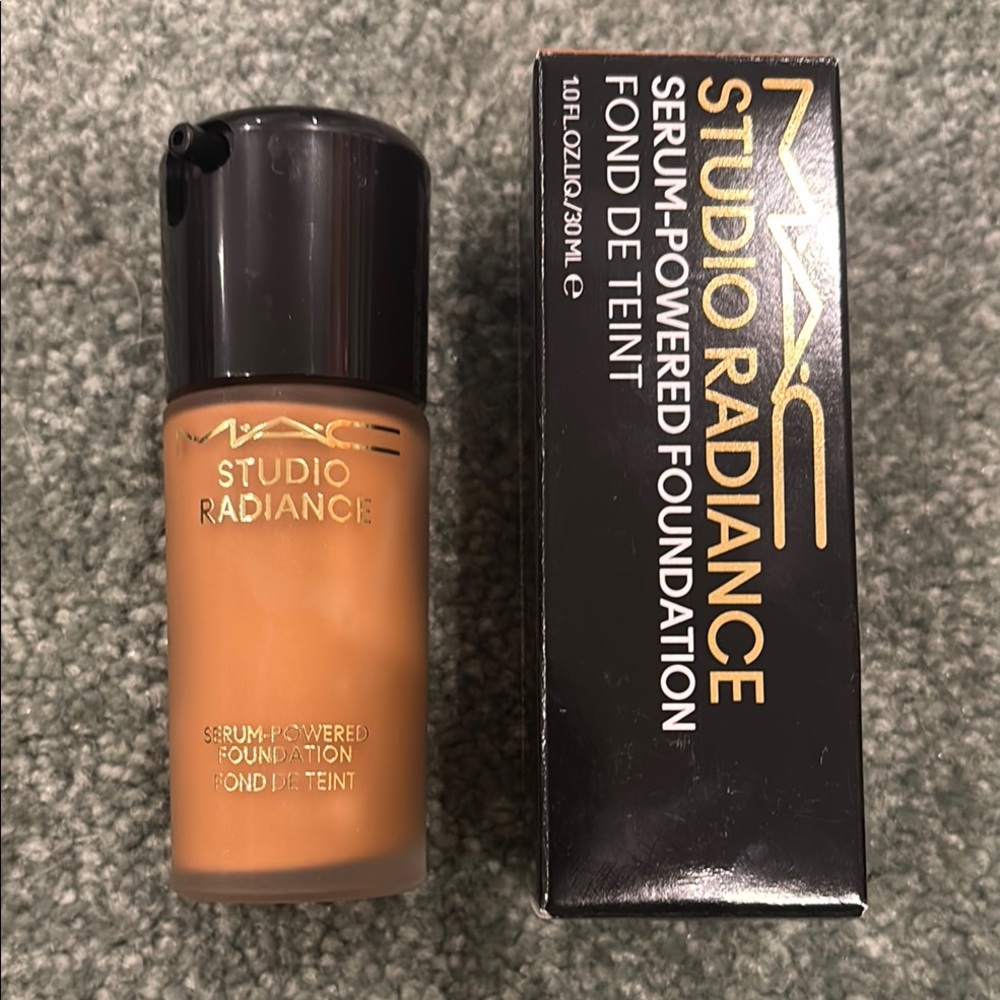 M·A·C
STUDIO
RADIANCE
SERUM-POWERED
FOUNDATION
FOND DE TEINT
M·A·C
STUDIO RADIANCE
SERUM-POWERED FOUNDATION
FOND DE TEINT
1.0 FL.OZ.LIQ./30 ML ℮